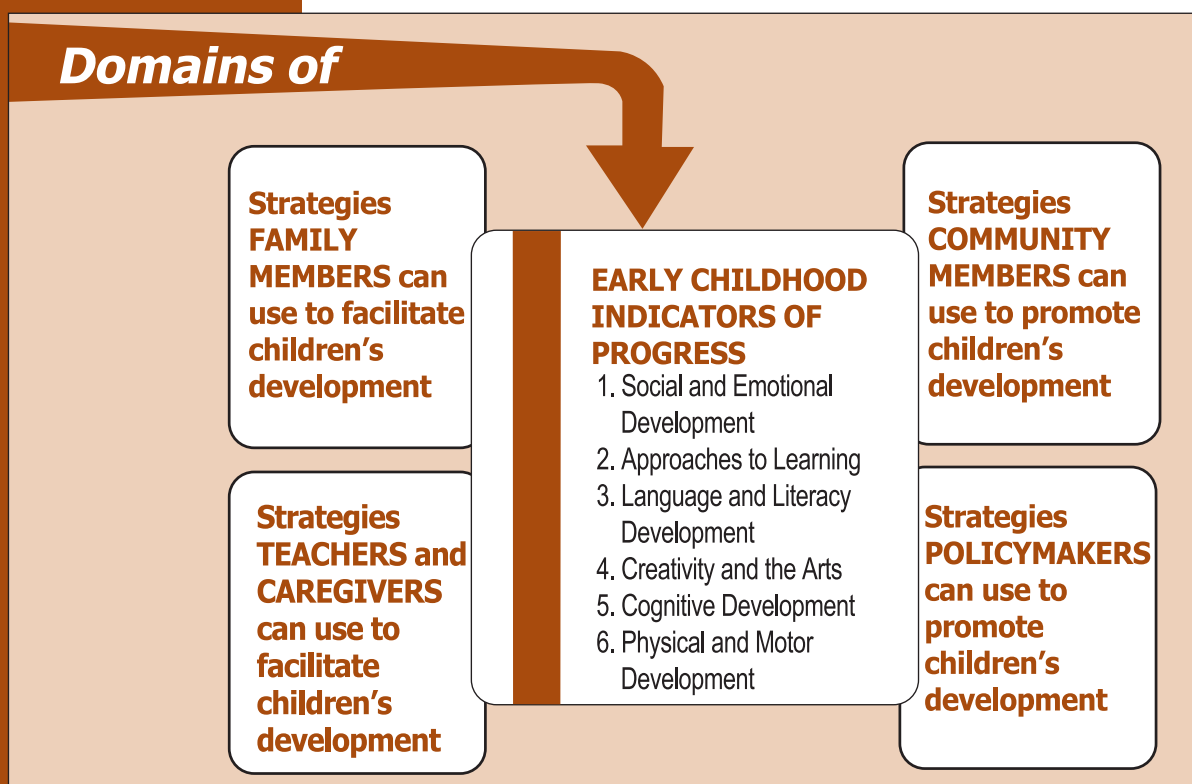 Domains of
Strategies
FAMILY
MEMBERS can
use to facilitate
children's
development
Strategies
TEACHERS and
CAREGIVERS
can use to
facilitate
children's
development
EARLY CHILDHOOD
INDICATORS OF
PROGRESS
1. Social and Emotional
Development
2. Approaches to Learning
3. Language and Literacy
Development
4. Creativity and the Arts
5. Cognitive Development
6. Physical and Motor
Development
Strategies
COMMUNITY
MEMBERS can
use to promote
children's
development
Strategies
POLICYMAKERS
can use to
promote
children's
development